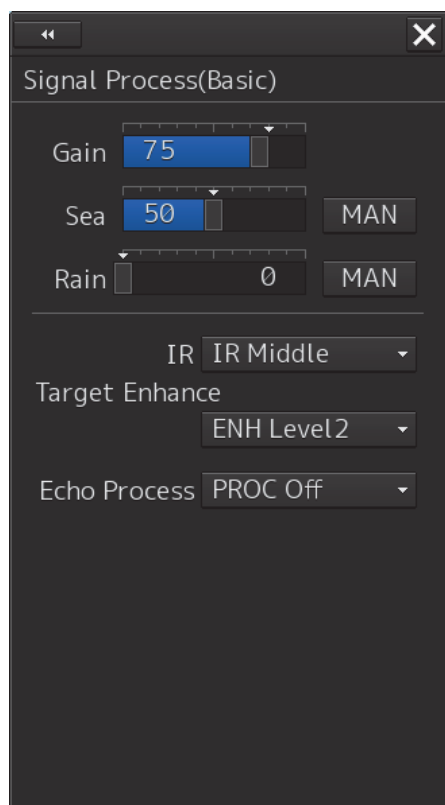 Signal Process(Basic)
Gain 75
Sea 50 MAN
Rain 0 MAN
IR IR Middle
Target Enhance
ENH Level2
Echo Process PROC Off